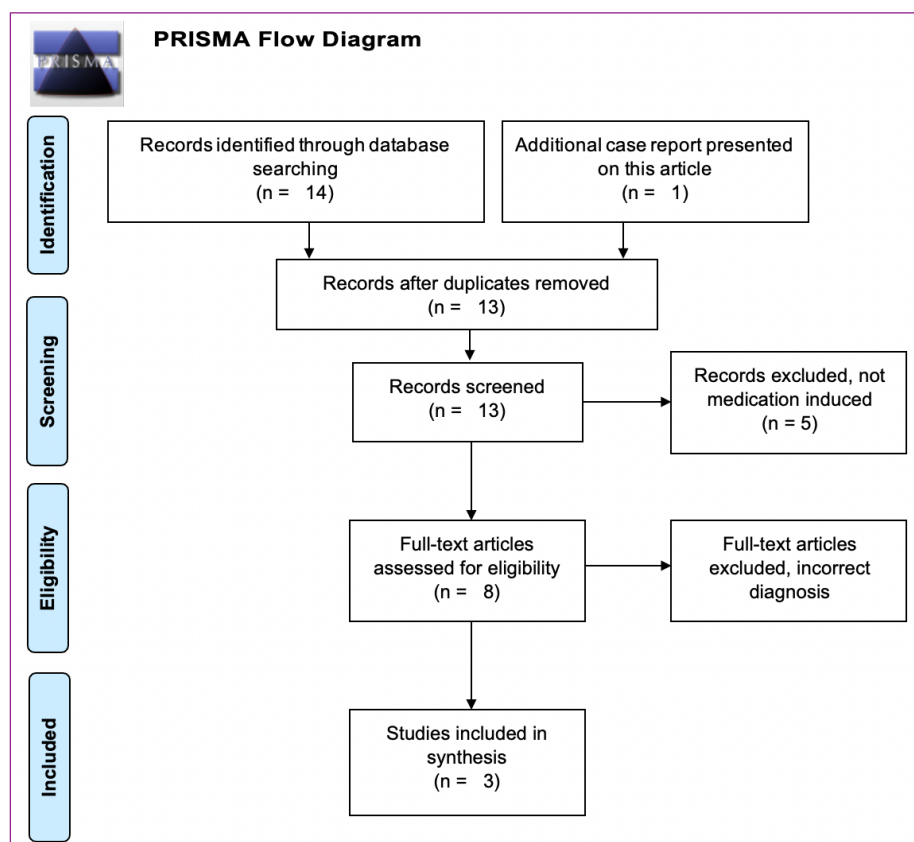 PRISMA
PRISMA Flow Diagram
Identification
Records identified through database
searching
(n = 14)
Additional case report presented
on this article
(n = 1)
Records after duplicates removed
(n = 13)
Screening
Records screened
(n = 13)
Records excluded, not
medication induced
(n = 5)
Eligibility
Full-text articles
assessed for eligibility
(n = 8)
Full-text articles
excluded, incorrect
diagnosis
Included
Studies included in
synthesis
(n = 3)